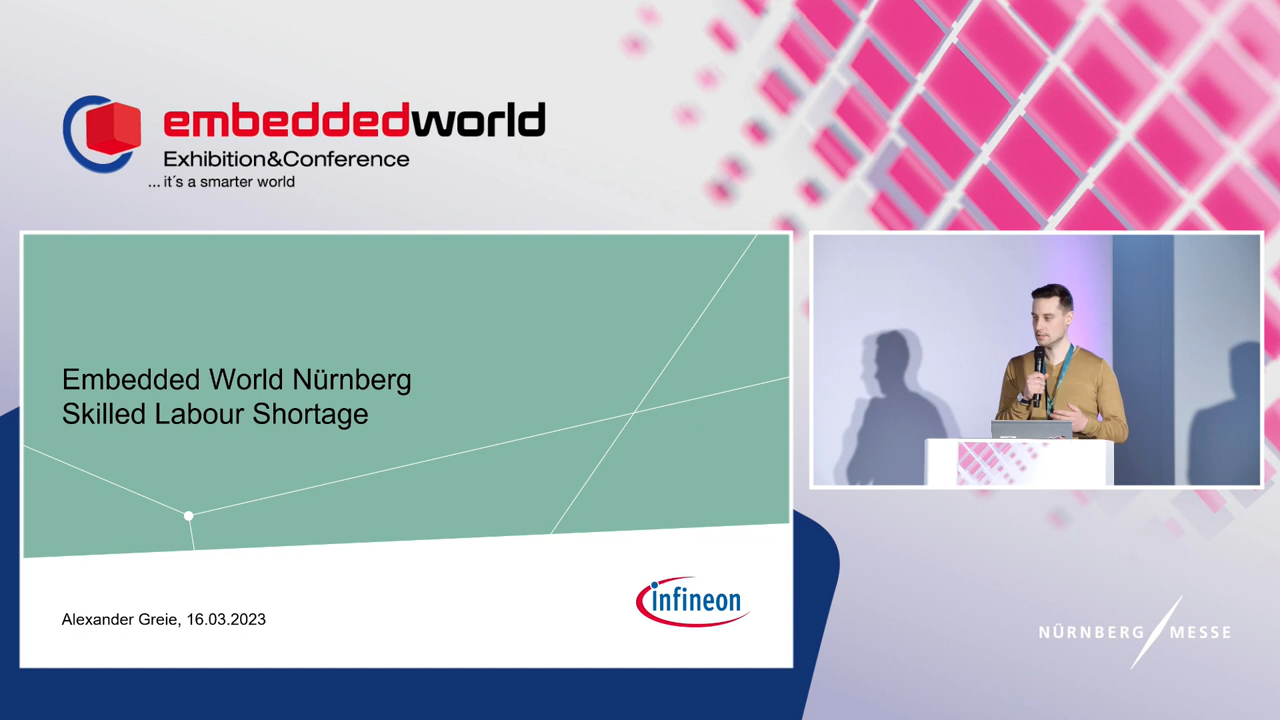 embeddedworld
Exhibition&Conference
... it´s a smarter world
Embedded World Nürnberg
Skilled Labour Shortage
Alexander Greie, 16.03.2023
infineon
NÜRNBERG MESSE